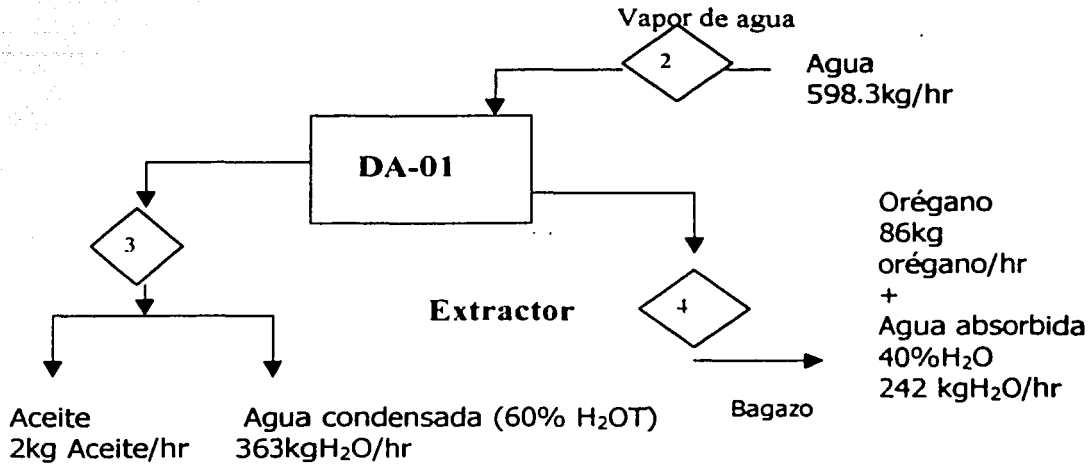 Vapor de agua
2
Agua
598.3kg/hr
DA-01
3
Extractor
4
Orégano
86kg
orégano/hr
+
Agua absorbida
40%H₂O
242 kgH₂O/hr
Bagazo
Aceite
2kg Aceite/hr
Agua condensada (60% H₂OT)
363kgH₂O/hr